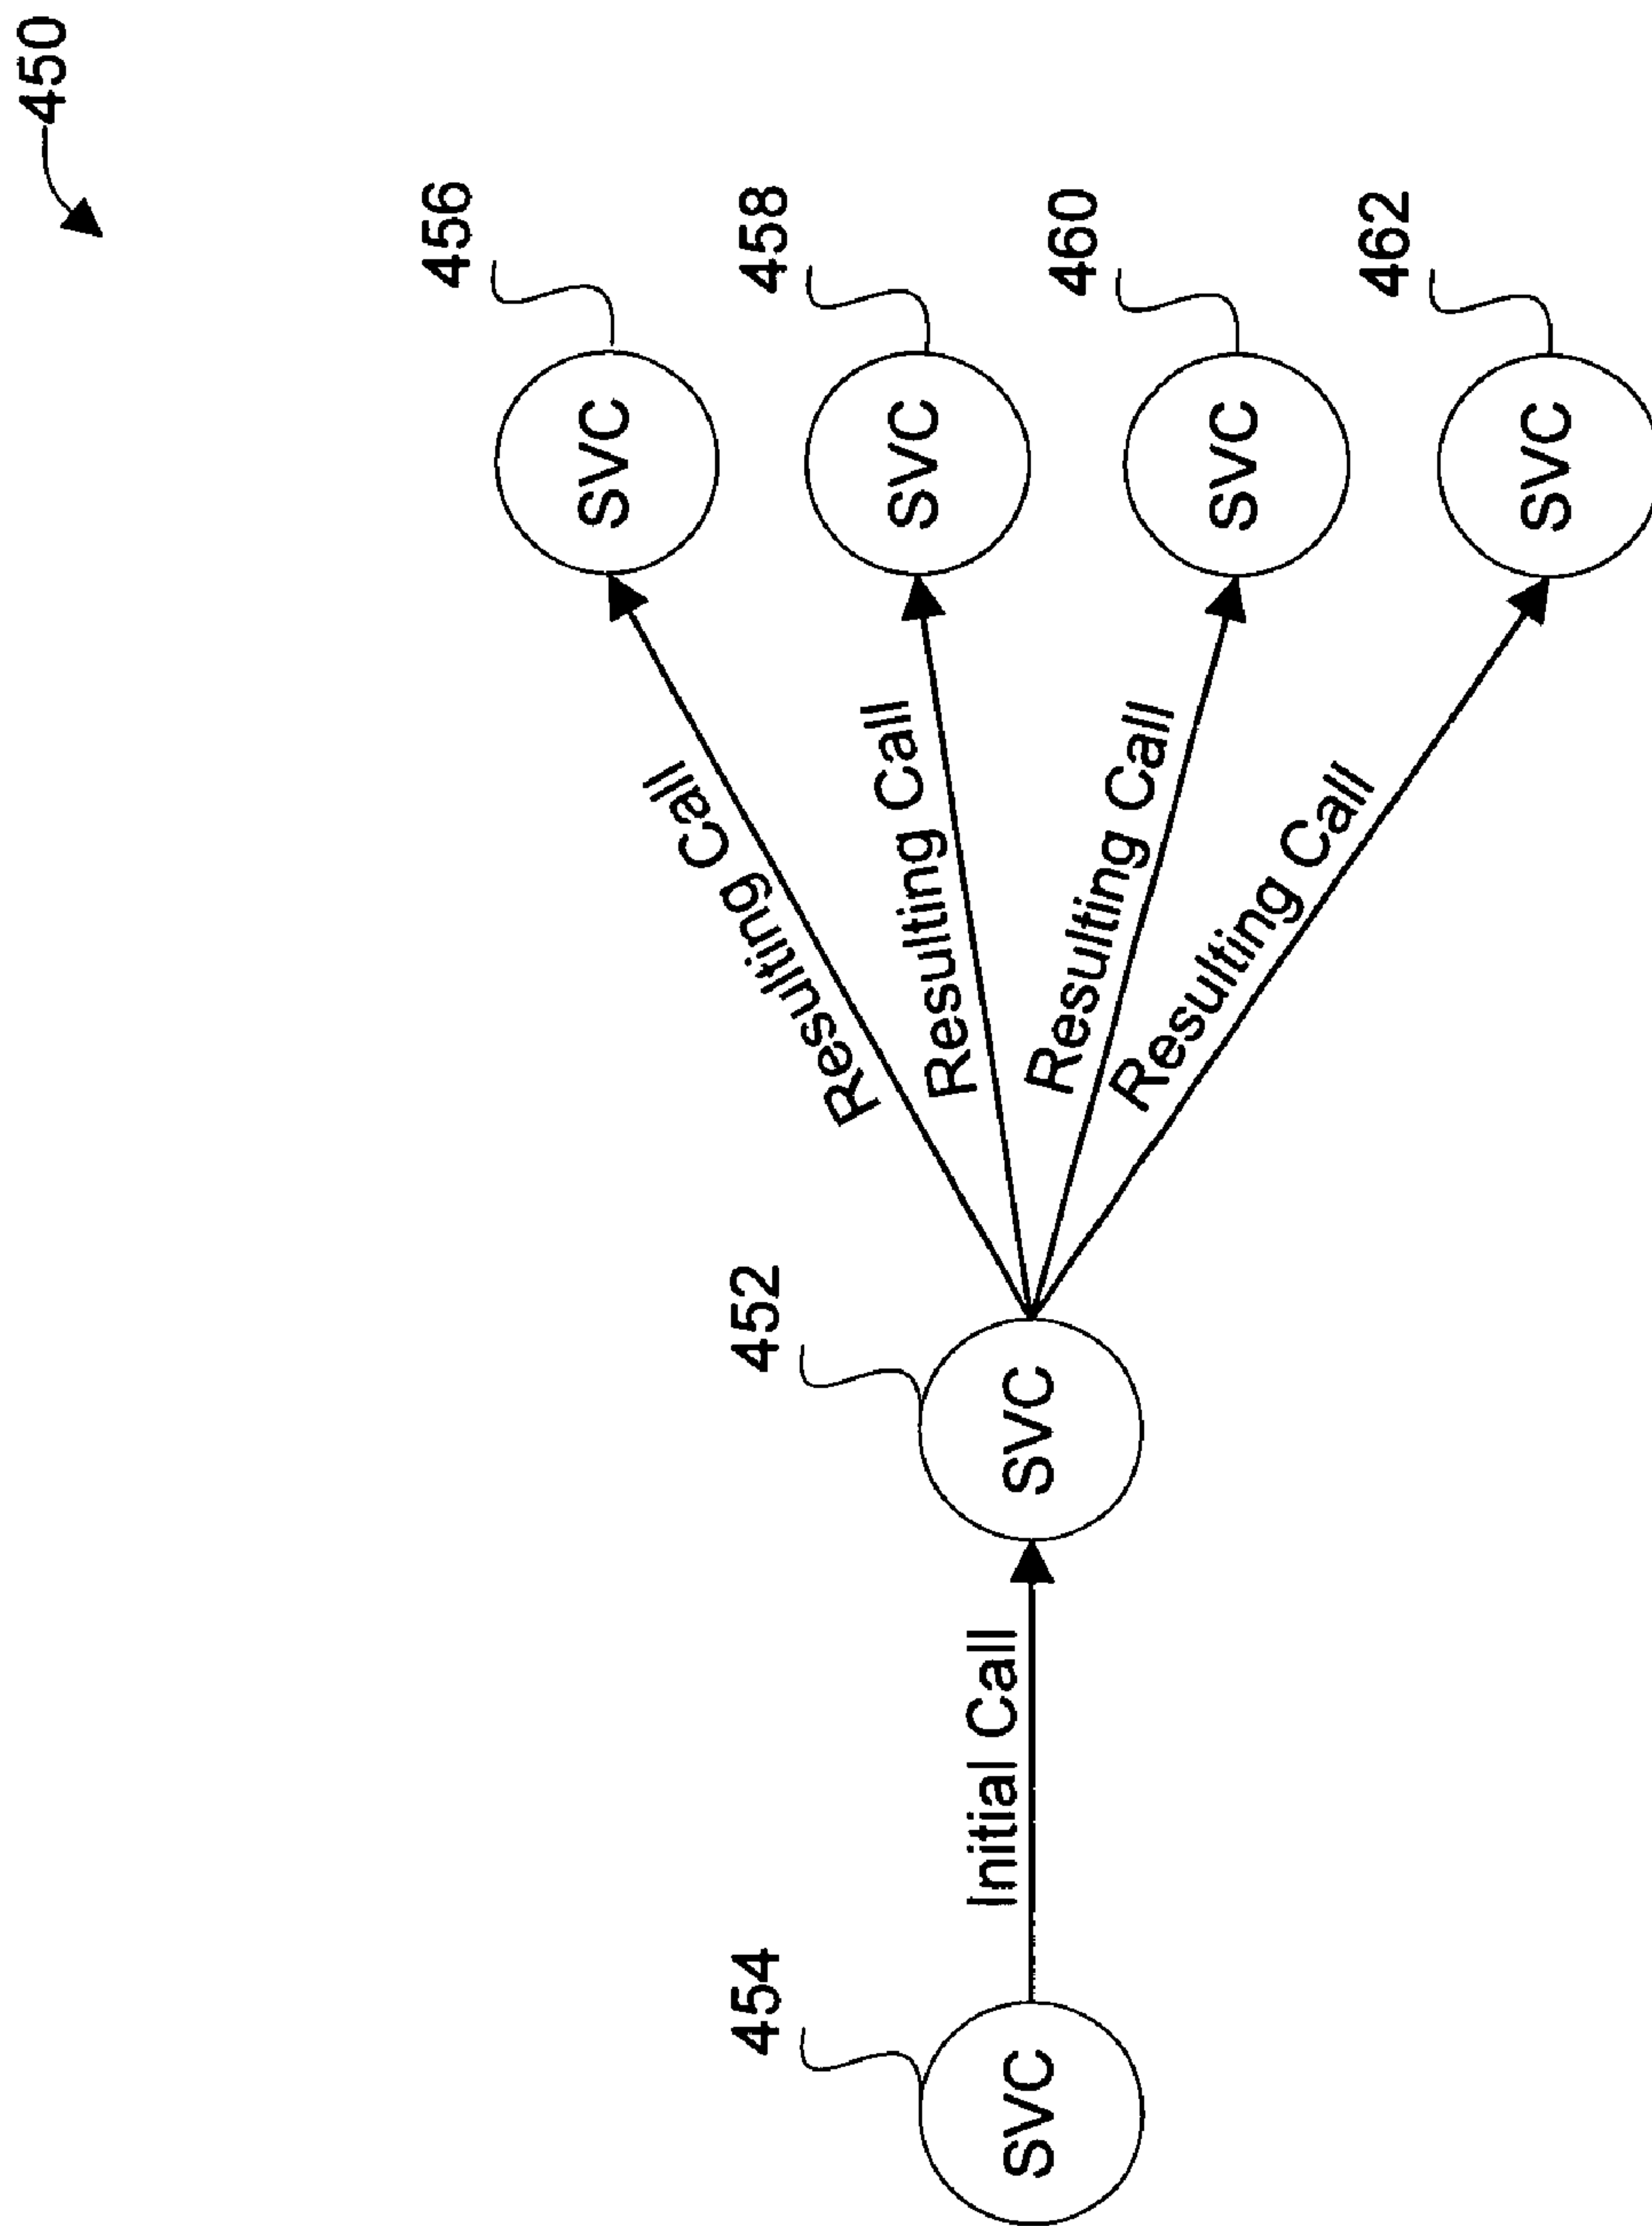 450
456
SVC
Resulting Call
458
SVC
Resulting Call
454
SVC
Initial Call
452
SVC
460
SVC
Resulting Call
462
SVC
Resulting Call